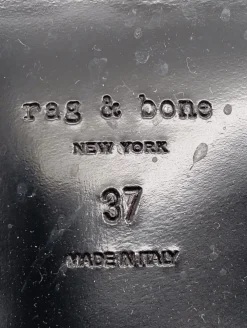 rag & bone
NEW YORK
37
MADE IN ITALY